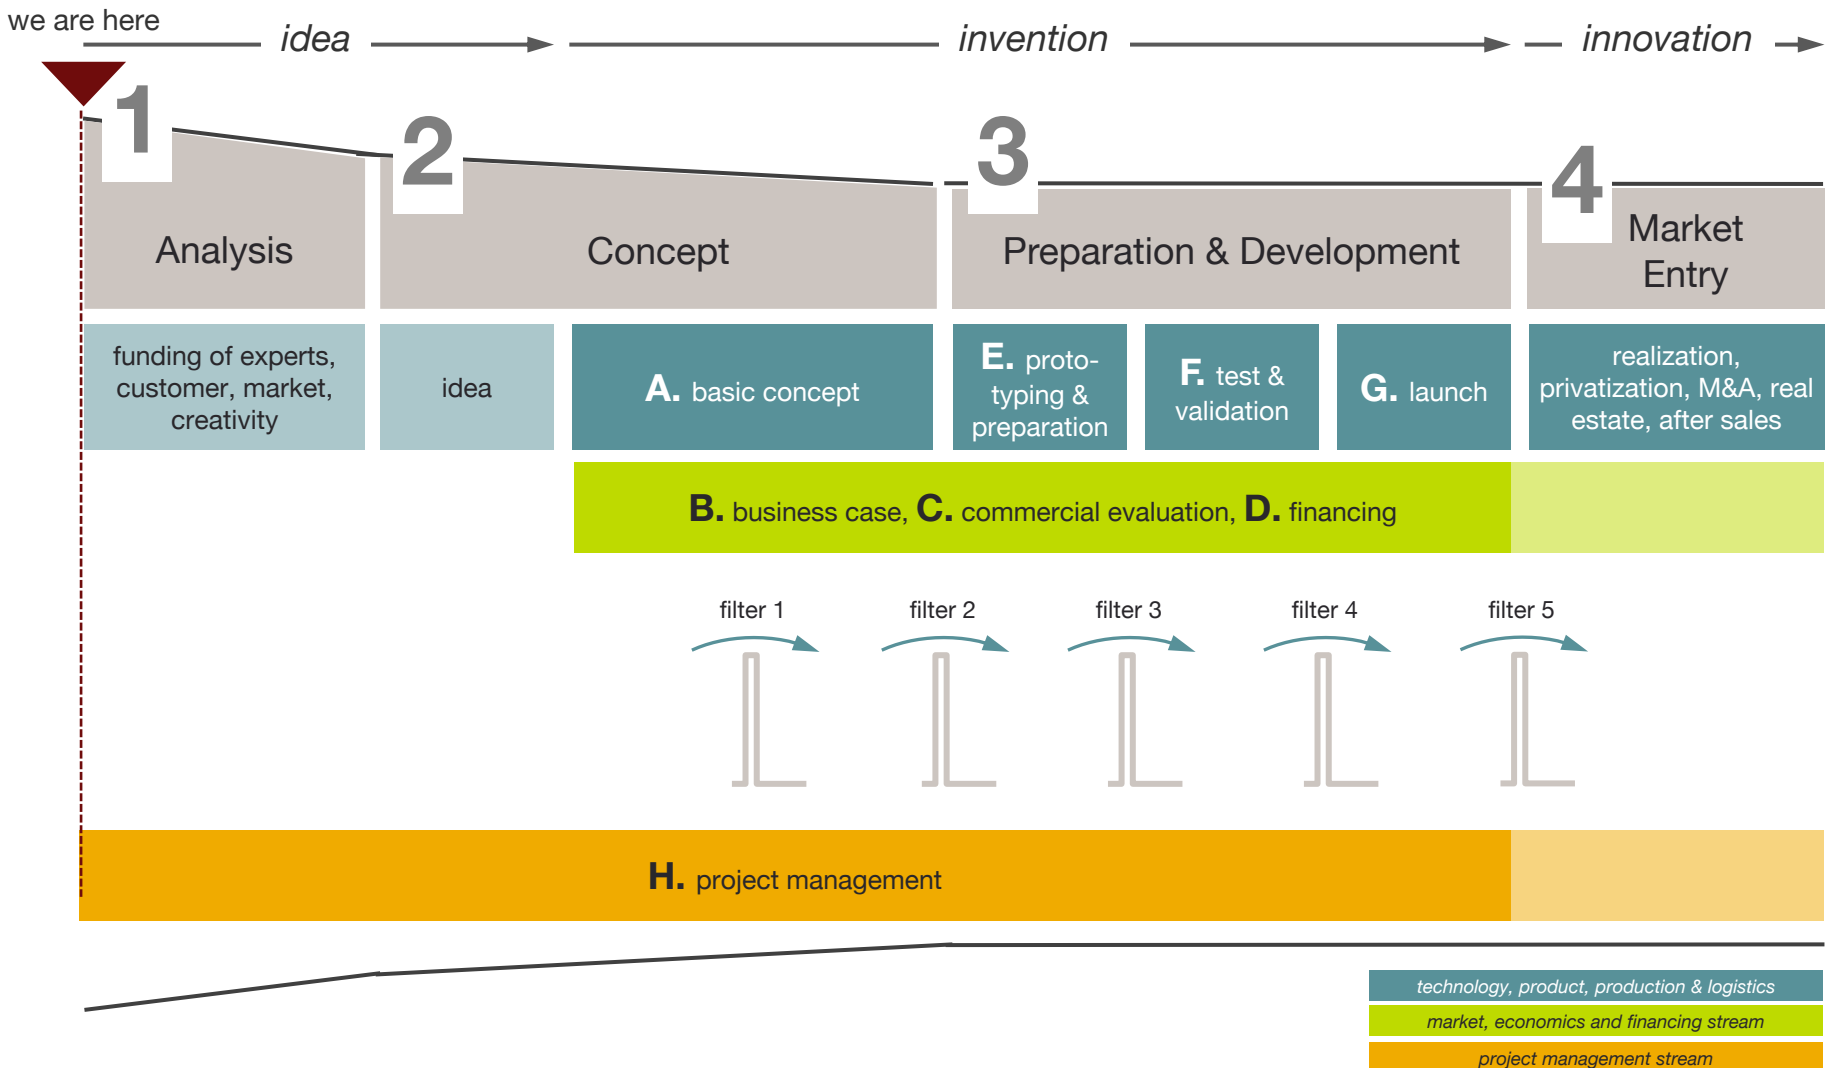 we are here
idea
invention
innovation
1
2
3
4
Analysis
Concept
Preparation & Development
Market
Entry
funding of experts,
customer, market,
creativity
idea
A. basic concept
E. proto-
typing &
preparation
F. test &
validation
G. launch
realization,
privatization, M&A, real
estate, after sales
B. business case, C. commercial evaluation, D. financing
filter 1
filter 2
filter 3
filter 4
filter 5
H. project management
technology, product, production & logistics
market, economics and financing stream
project management stream